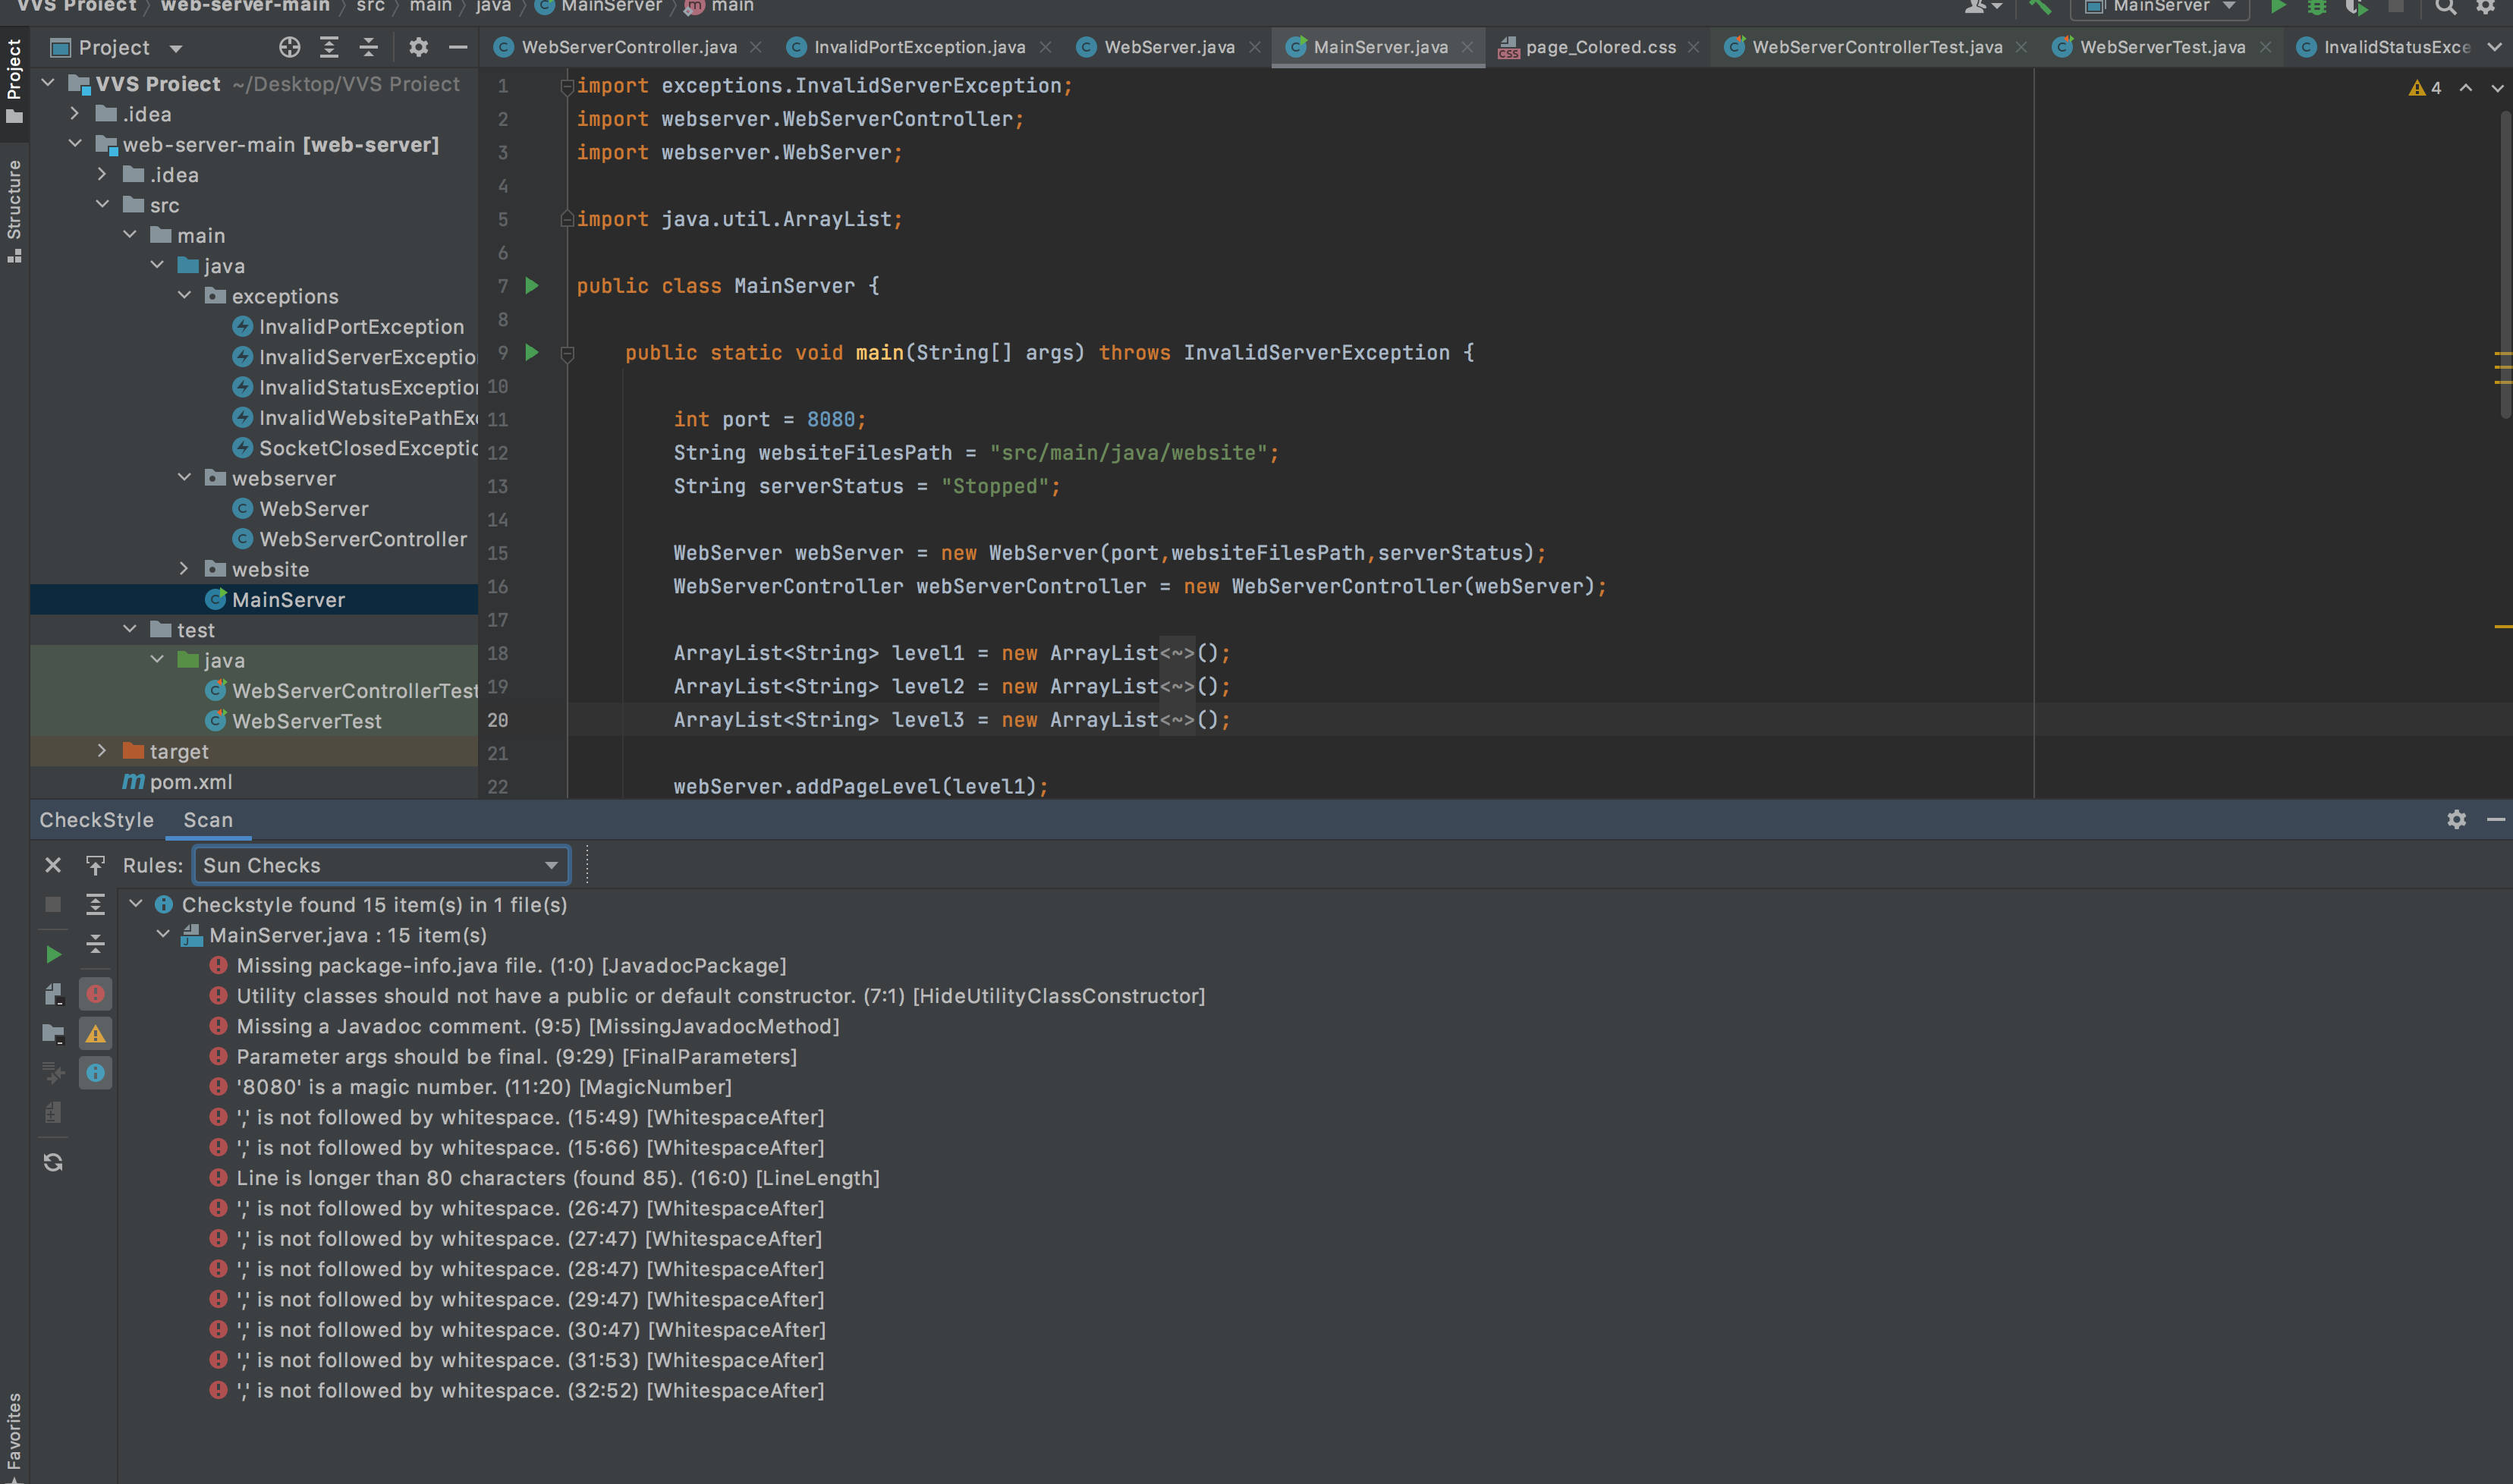 VVS Project › web-server-main › src › main › java › MainServer › main
MainServer
Project
WebServerController.java
InvalidPortException.java
WebServer.java
MainServer.java
page_Colored.css
WebServerControllerTest.java
WebServerTest.java
InvalidStatusExce
Project
Structure
Favorites
VVS Project ~/Desktop/VVS Project
.idea
web-server-main [web-server]
.idea
src
main
java
exceptions
InvalidPortException
InvalidServerExceptio
InvalidStatusException
InvalidWebsitePathEx
SocketClosedExceptic
webserver
WebServer
WebServerController
website
MainServer
test
java
WebServerControllerTest
WebServerTest
target
pom.xml
4
1 import exceptions.InvalidServerException;
2 import webserver.WebServerController;
3 import webserver.WebServer;
4
5 import java.util.ArrayList;
6
7 public class MainServer {
8
9 public static void main(String[] args) throws InvalidServerException {
10
11 int port = 8080;
12 String websiteFilesPath = "src/main/java/website";
13 String serverStatus = "Stopped";
14
15 WebServer webServer = new WebServer(port,websiteFilesPath,serverStatus);
16 WebServerController webServerController = new WebServerController(webServer);
17
18 ArrayList<String> level1 = new ArrayList<~>();
19 ArrayList<String> level2 = new ArrayList<~>();
20 ArrayList<String> level3 = new ArrayList<~>();
21
22 webServer.addPageLevel(level1);
CheckStyle Scan
Rules: Sun Checks
Checkstyle found 15 item(s) in 1 file(s)
MainServer.java : 15 item(s)
Missing package-info.java file. (1:0) [JavadocPackage]
Utility classes should not have a public or default constructor. (7:1) [HideUtilityClassConstructor]
Missing a Javadoc comment. (9:5) [MissingJavadocMethod]
Parameter args should be final. (9:29) [FinalParameters]
'8080' is a magic number. (11:20) [MagicNumber]
',' is not followed by whitespace. (15:49) [WhitespaceAfter]
',' is not followed by whitespace. (15:66) [WhitespaceAfter]
Line is longer than 80 characters (found 85). (16:0) [LineLength]
',' is not followed by whitespace. (26:47) [WhitespaceAfter]
',' is not followed by whitespace. (27:47) [WhitespaceAfter]
',' is not followed by whitespace. (28:47) [WhitespaceAfter]
',' is not followed by whitespace. (29:47) [WhitespaceAfter]
',' is not followed by whitespace. (30:47) [WhitespaceAfter]
',' is not followed by whitespace. (31:53) [WhitespaceAfter]
',' is not followed by whitespace. (32:52) [WhitespaceAfter]